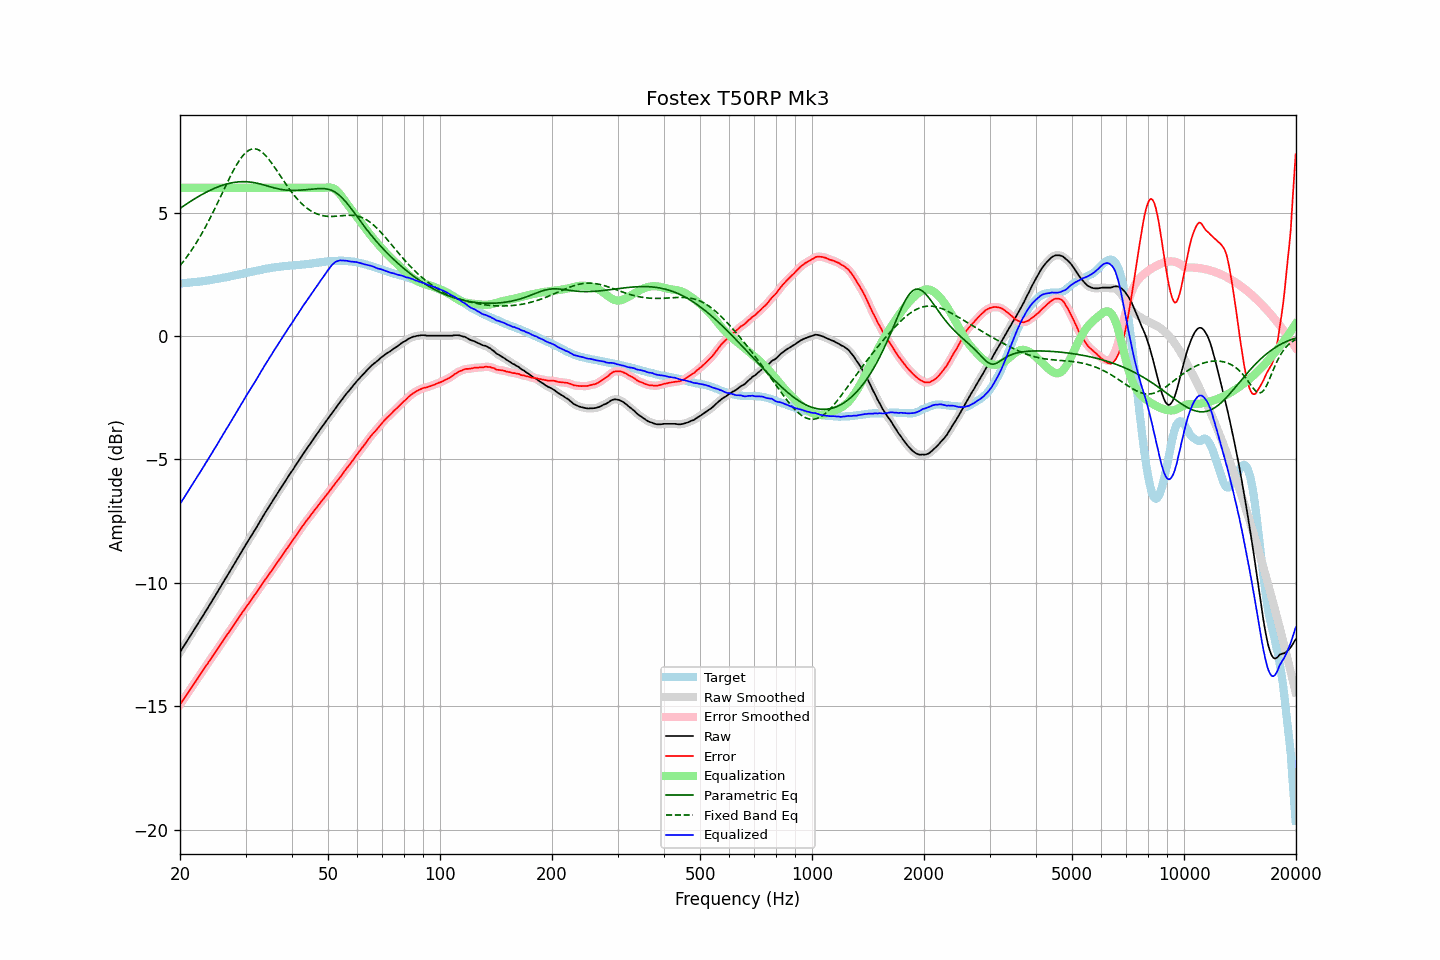 Fostex T50RP Mk3
Amplitude (dBr)
5
0
−5
−10
−15
−20
20
50
100
200
500
1000
2000
5000
10000
20000
Frequency (Hz)
Target
Raw Smoothed
Error Smoothed
Raw
Error
Equalization
Parametric Eq
Fixed Band Eq
Equalized